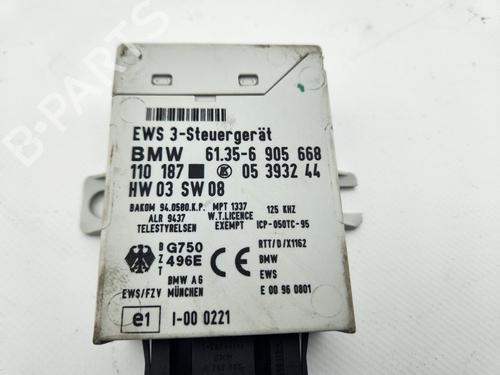 EWS 3-Steuergerät
BMW 61.35-6 905 668
110 187 05 3932 44
HW 03 SW 08
BAKOM 94.0580.K.P. MPT 1337 125 KHZ
ALR 9437 W.T.LICENCE
TELESTYRELSEN EXEMPT ICP-050TC-95
BZT G750 496E CE RTT/D/X1162
BMW
BMW AG EWS
EWS/FZV MÜNCHEN E 00 96 0801
e1 I-00 0221